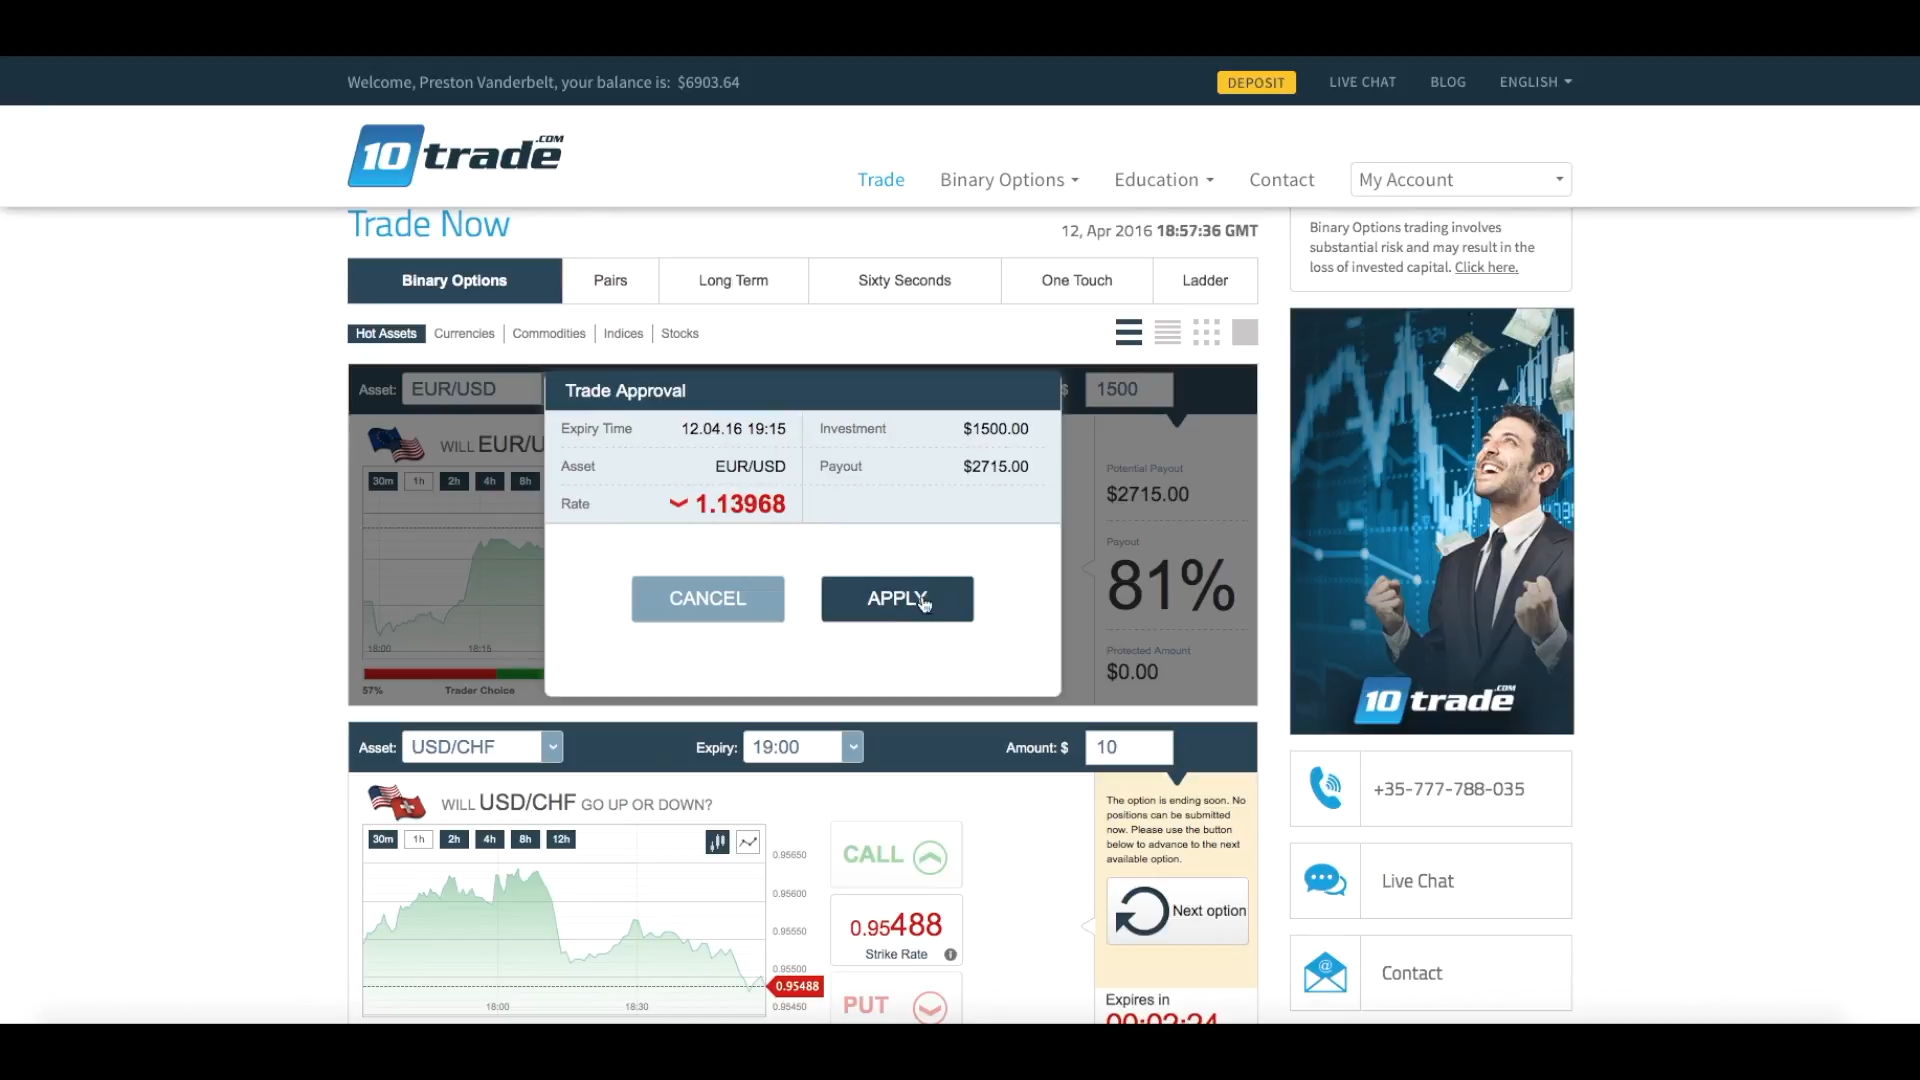 Welcome, Preston Vanderbelt, your balance is: $6903.64
DEPOSIT
LIVE CHAT
BLOG
ENGLISH
10trade.COM
Trade
Binary Options
Education
Contact
My Account
Trade Now
12, Apr 2016 18:57:36 GMT
Binary Options
Pairs
Long Term
Sixty Seconds
One Touch
Ladder
Hot Assets
Currencies
Commodities
Indices
Stocks
Binary Options trading involves
substantial risk and may result in the
loss of invested capital. Click here.
Asset: EUR/USD
$ 1500
WILL EUR/U
30m 1h 2h 4h 8h
18:00 18:15
57% Trader Choice
Trade Approval
Expiry Time 12.04.16 19:15
Investment $1500.00
Asset EUR/USD
Payout $2715.00
Rate 1.13968
CANCEL
APPLY
Potential Payout
$2715.00
Payout
81%
Protected Amount
$0.00
10trade.COM
Asset: USD/CHF
Expiry: 19:00
Amount: $ 10
WILL USD/CHF GO UP OR DOWN?
30m 1h 2h 4h 8h 12h
0.95650
0.95600
0.95550
0.95500
0.95488
0.95450
18:00 18:30
CALL
0.95488
Strike Rate
PUT
The option is ending soon. No
positions can be submitted
now. Please use the button
below to advance to the next
available option.
Next option
Expires in
00:02:24
+35-777-788-035
Live Chat
Contact